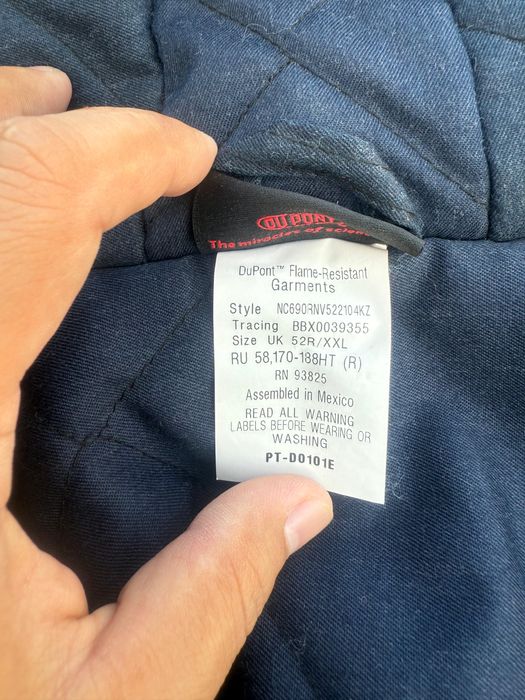 DUPONT
The miracles of scien
DuPont™ Flame-Resistant
Garments
Style NC690RNV522104KZ
Tracing BBX0039355
Size UK 52R/XXL
RU 58,170-188HT (R)
RN 93825
Assembled in Mexico
READ ALL WARNING
LABELS BEFORE WEARING OR
WASHING
PT-D0101E